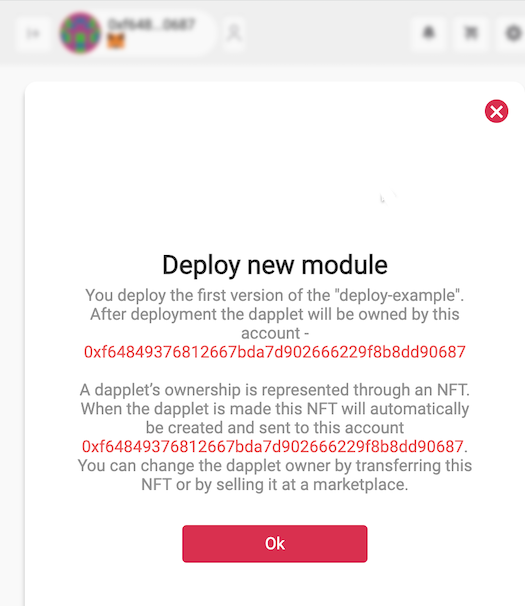 0xf648...0687
Deploy new module
You deploy the first version of the "deploy-example".
After deployment the dapplet will be owned by this
account -
0xf64849376812667bda7d902666229f8b8dd90687
A dapplet’s ownership is represented through an NFT.
When the dapplet is made this NFT will automatically
be created and sent to this account
0xf64849376812667bda7d902666229f8b8dd90687.
You can change the dapplet owner by transferring this
NFT or by selling it at a marketplace.
Ok